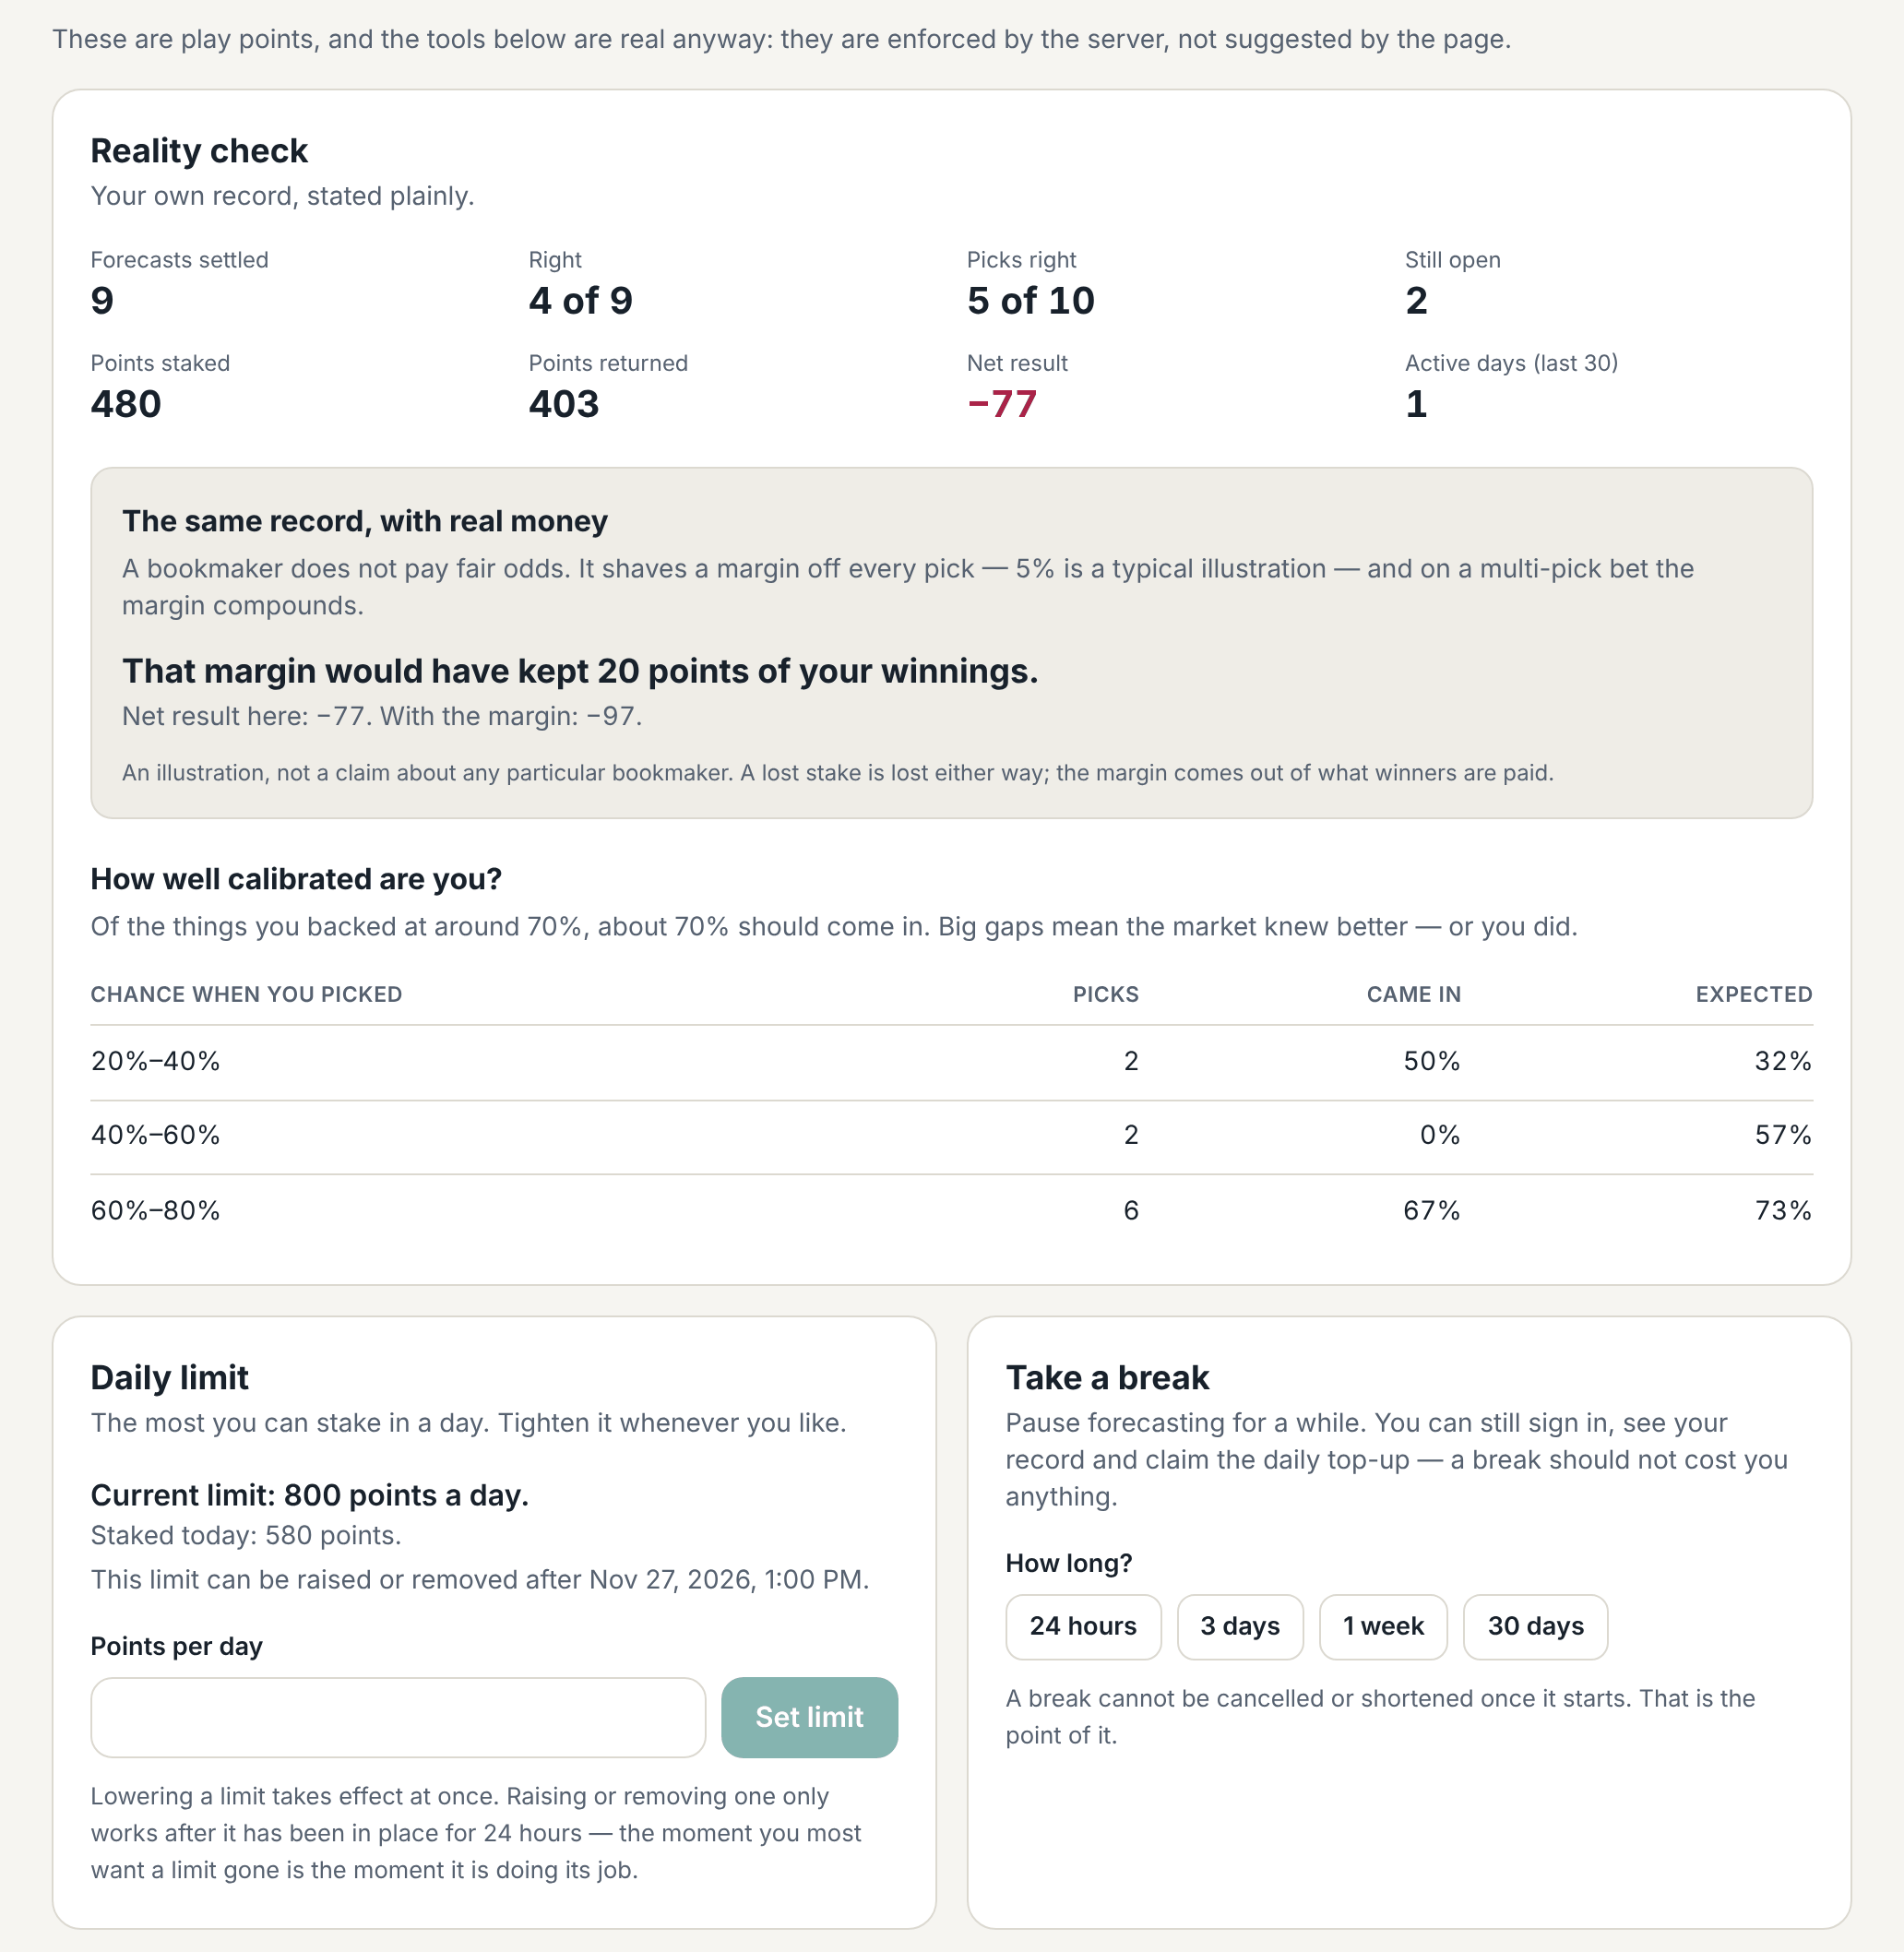 These are play points, and the tools below are real anyway: they are enforced by the server, not suggested by the page.
Reality check
Your own record, stated plainly.
Forecasts settled
9
Right
4 of 9
Picks right
5 of 10
Still open
2
Points staked
480
Points returned
403
Net result
−77
Active days (last 30)
1
The same record, with real money
A bookmaker does not pay fair odds. It shaves a margin off every pick — 5% is a typical illustration — and on a multi-pick bet the
margin compounds.
That margin would have kept 20 points of your winnings.
Net result here: −77. With the margin: −97.
An illustration, not a claim about any particular bookmaker. A lost stake is lost either way; the margin comes out of what winners are paid.
How well calibrated are you?
Of the things you backed at around 70%, about 70% should come in. Big gaps mean the market knew better — or you did.
CHANCE WHEN YOU PICKED PICKS CAME IN EXPECTED
20%–40% 2 50% 32%
40%–60% 2 0% 57%
60%–80% 6 67% 73%
Daily limit
The most you can stake in a day. Tighten it whenever you like.
Current limit: 800 points a day.
Staked today: 580 points.
This limit can be raised or removed after Nov 27, 2026, 1:00 PM.
Points per day
Set limit
Lowering a limit takes effect at once. Raising or removing one only
works after it has been in place for 24 hours — the moment you most
want a limit gone is the moment it is doing its job.
Take a break
Pause forecasting for a while. You can still sign in, see your
record and claim the daily top-up — a break should not cost you
anything.
How long?
24 hours 3 days 1 week 30 days
A break cannot be cancelled or shortened once it starts. That is the
point of it.